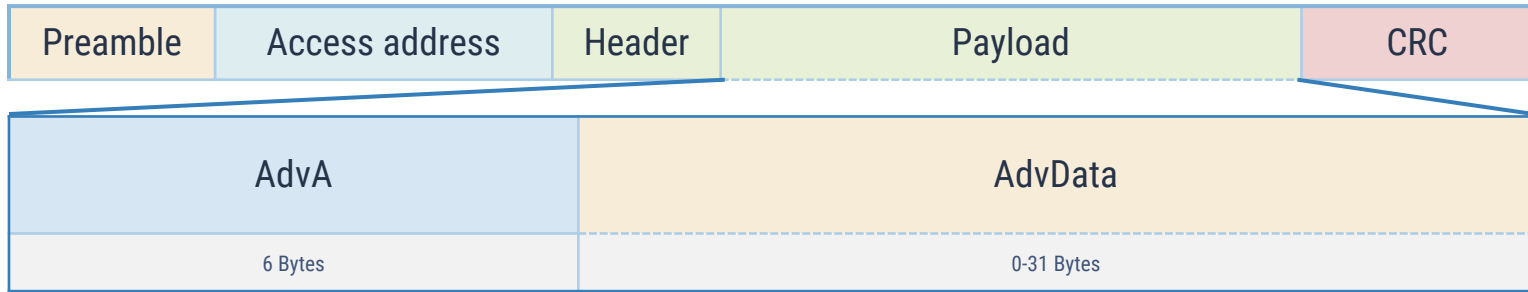 Preamble Access address Header Payload CRC
AdvA AdvData
6 Bytes 0-31 Bytes